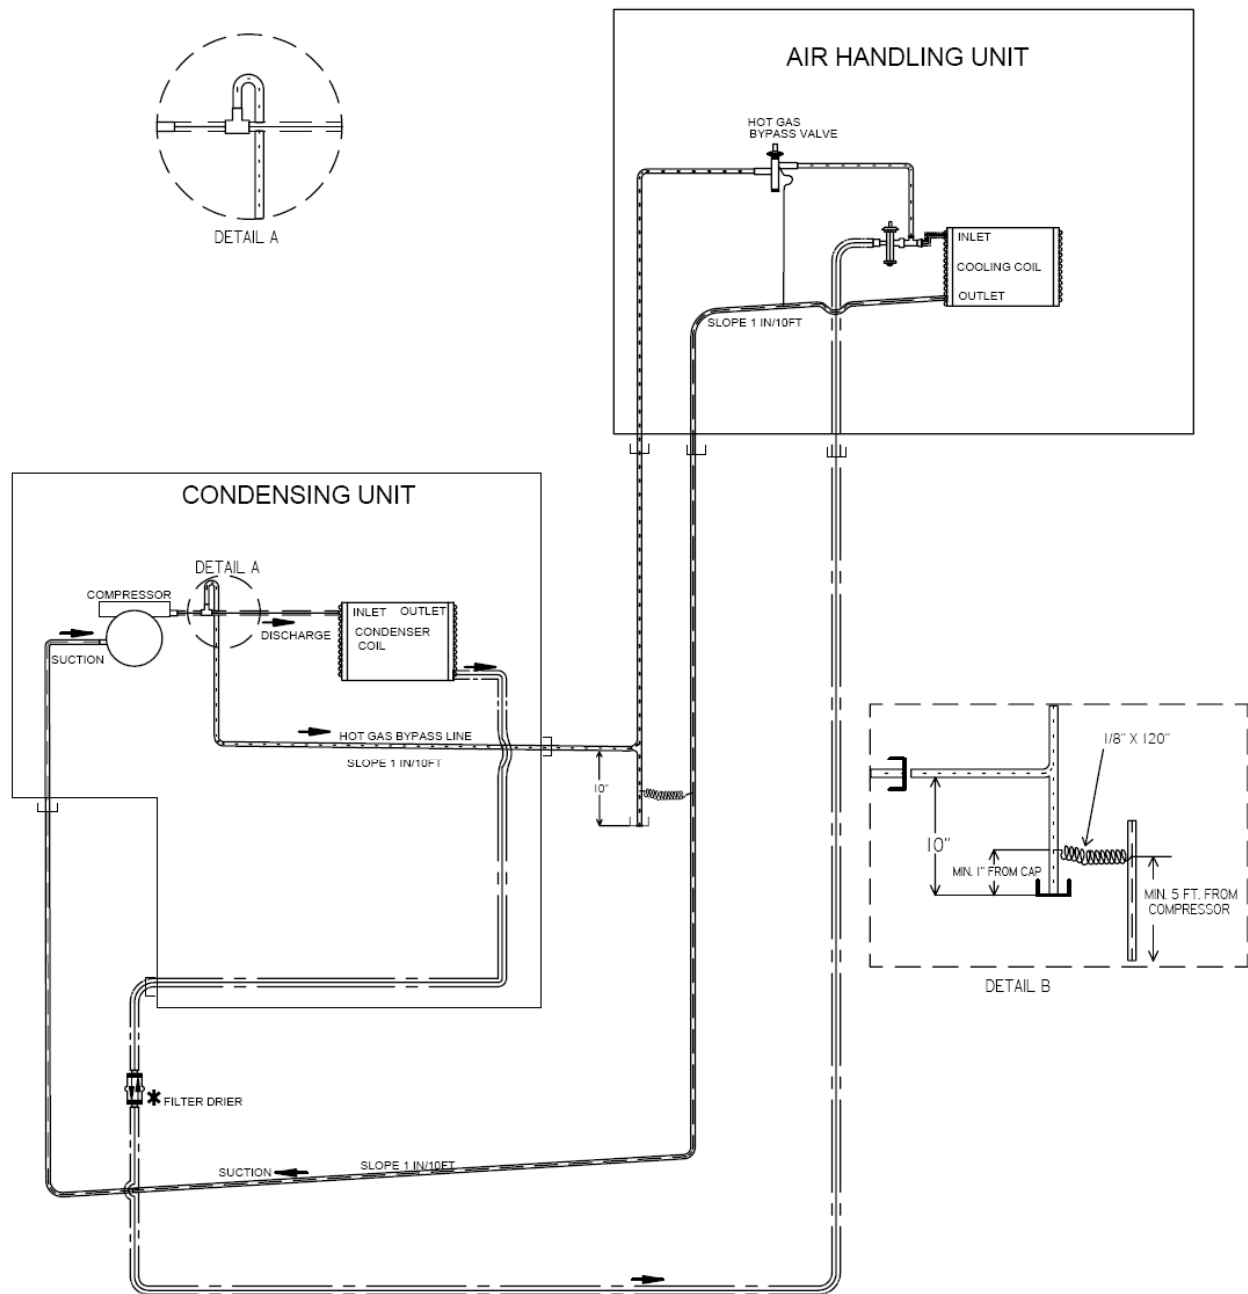 AIR HANDLING UNIT
HOT GAS
BYPASS VALVE
DETAIL A
INLET
COOLING COIL
OUTLET
SLOPE 1 IN/10FT
CONDENSING UNIT
DETAIL A
COMPRESSOR
INLET OUTLET
CONDENSER
COIL
DISCHARGE
SUCTION
HOT GAS BYPASS LINE
SLOPE 1 IN/10FT
10"
1/8" X 120"
10"
MIN. 1" FROM CAP
MIN. 5 FT. FROM
COMPRESSOR
DETAIL B
* FILTER DRIER
SUCTION
SLOPE 1 IN/10FT